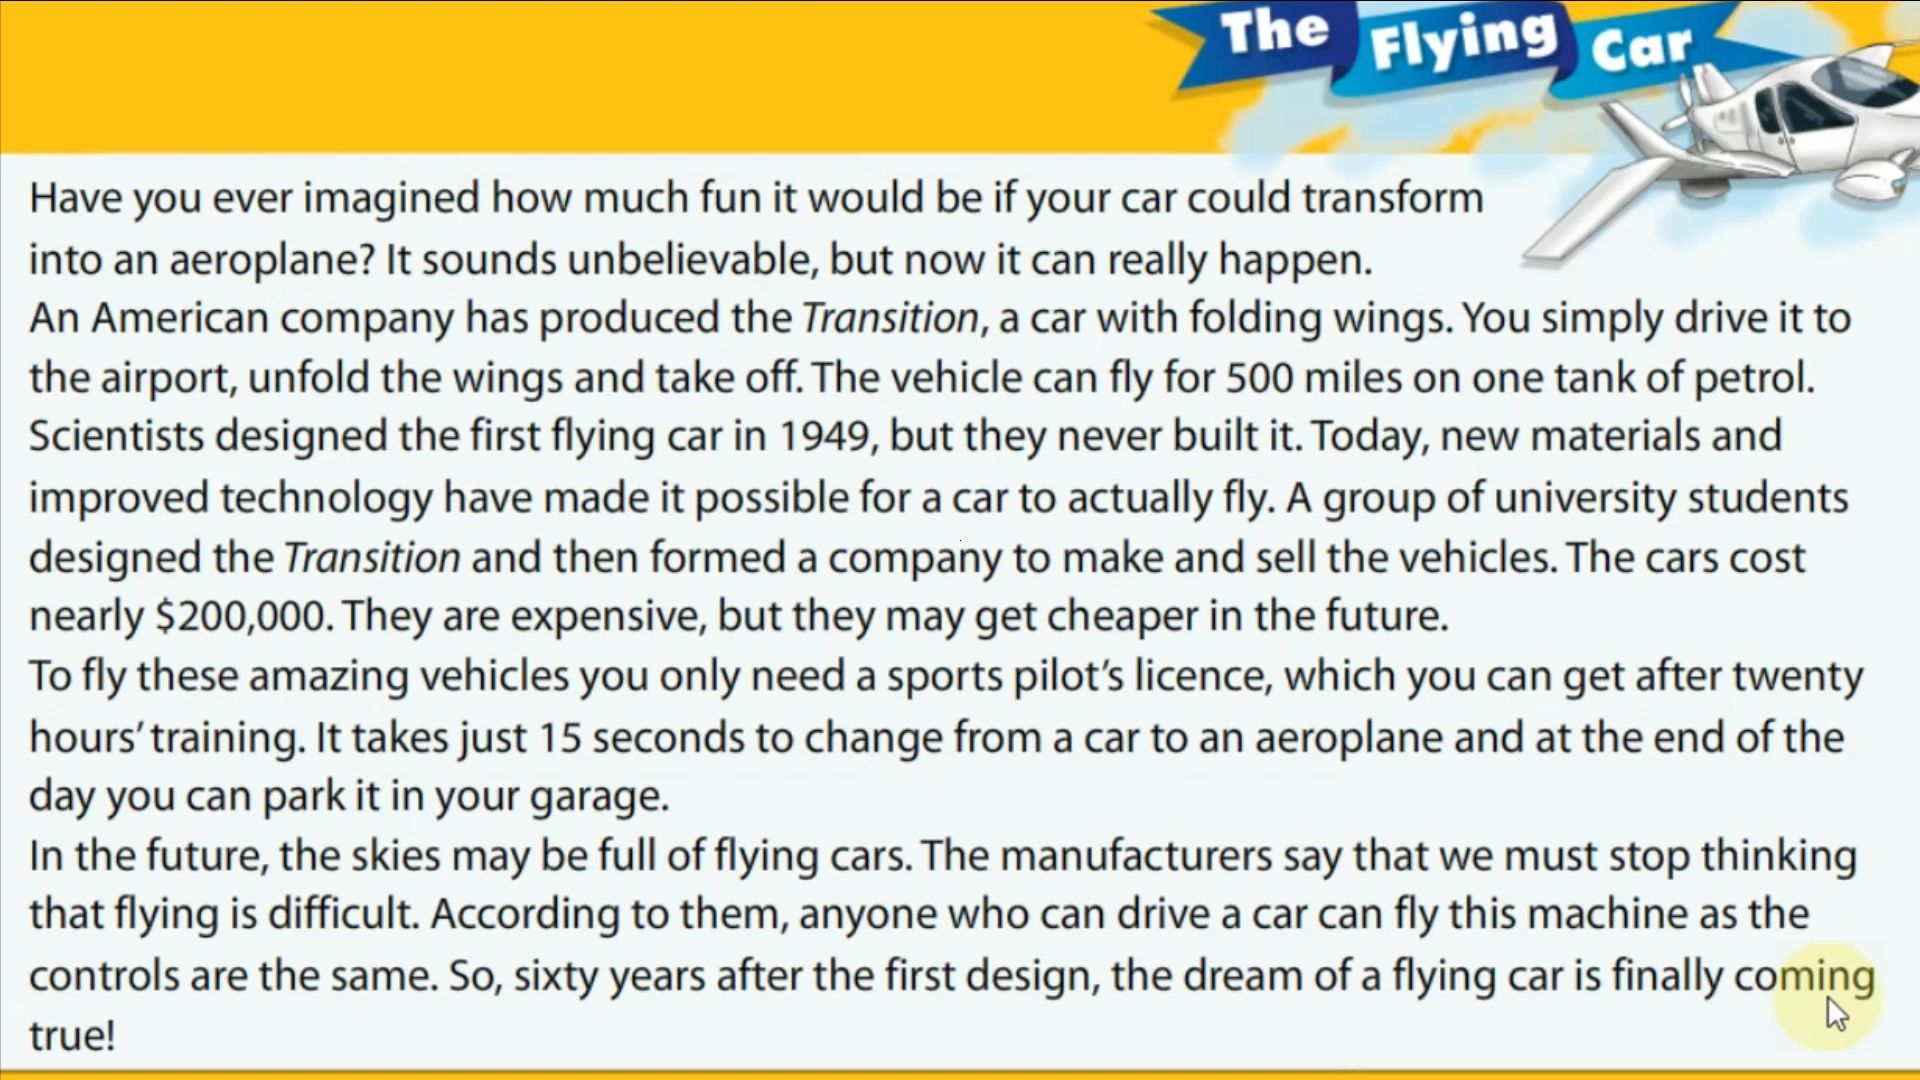 The Flying Car
Have you ever imagined how much fun it would be if your car could transform
into an aeroplane? It sounds unbelievable, but now it can really happen.
An American company has produced the Transition, a car with folding wings. You simply drive it to
the airport, unfold the wings and take off. The vehicle can fly for 500 miles on one tank of petrol.
Scientists designed the first flying car in 1949, but they never built it. Today, new materials and
improved technology have made it possible for a car to actually fly. A group of university students
designed the Transition and then formed a company to make and sell the vehicles. The cars cost
nearly $200,000. They are expensive, but they may get cheaper in the future.
To fly these amazing vehicles you only need a sports pilot’s licence, which you can get after twenty
hours’ training. It takes just 15 seconds to change from a car to an aeroplane and at the end of the
day you can park it in your garage.
In the future, the skies may be full of flying cars. The manufacturers say that we must stop thinking
that flying is difficult. According to them, anyone who can drive a car can fly this machine as the
controls are the same. So, sixty years after the first design, the dream of a flying car is finally coming
true!